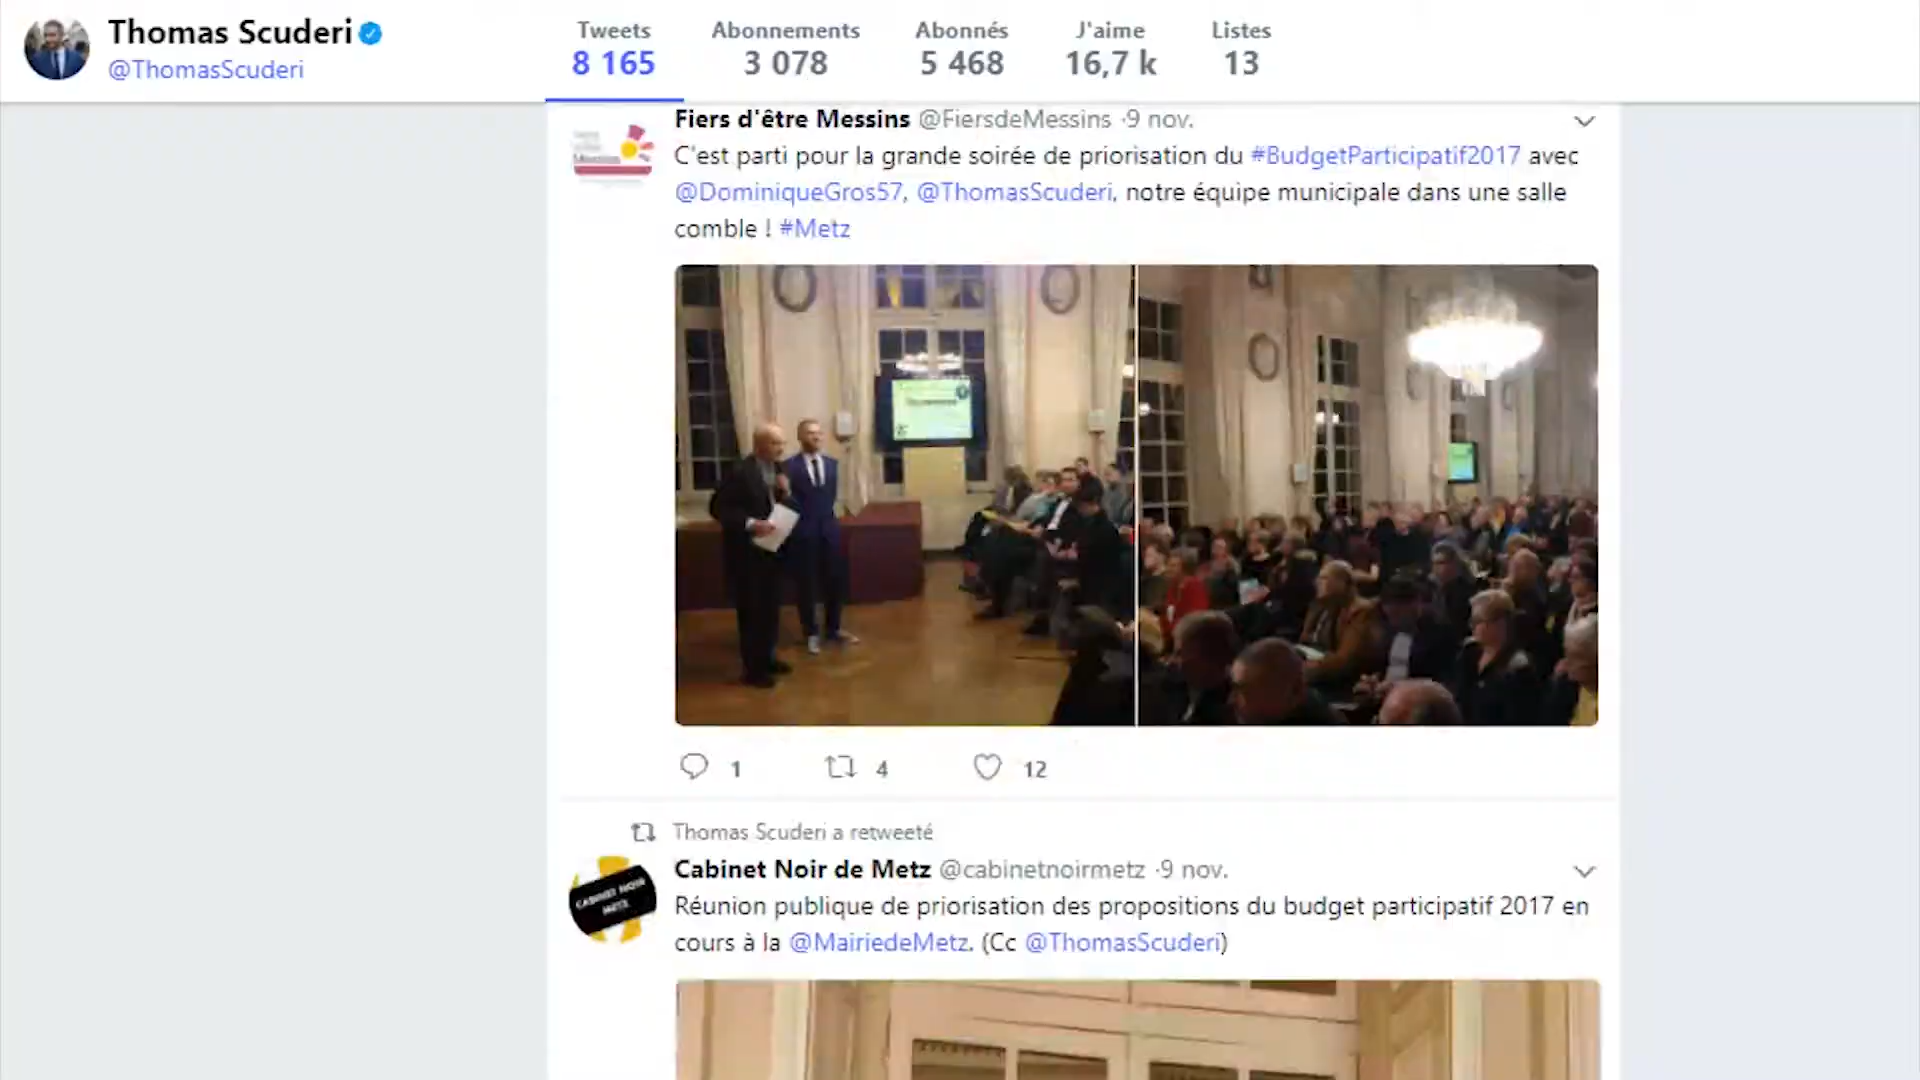 Thomas Scuderi
@ThomasScuderi
Tweets
8 165
Abonnements
3 078
Abonnés
5 468
J'aime
16,7 k
Listes
13
Fiers d'être Messins @FiersdeMessins ·9 nov.
C'est parti pour la grande soirée de priorisation du #BudgetParticipatif2017 avec
@DominiqueGros57, @ThomasScuderi, notre équipe municipale dans une salle
comble ! #Metz
1 4 12
Thomas Scuderi a retweeté
Cabinet Noir de Metz @cabinetnoirmetz ·9 nov.
CABINET NOIR
METZ
Réunion publique de priorisation des propositions du budget participatif 2017 en
cours à la @MairiedeMetz. (Cc @ThomasScuderi)